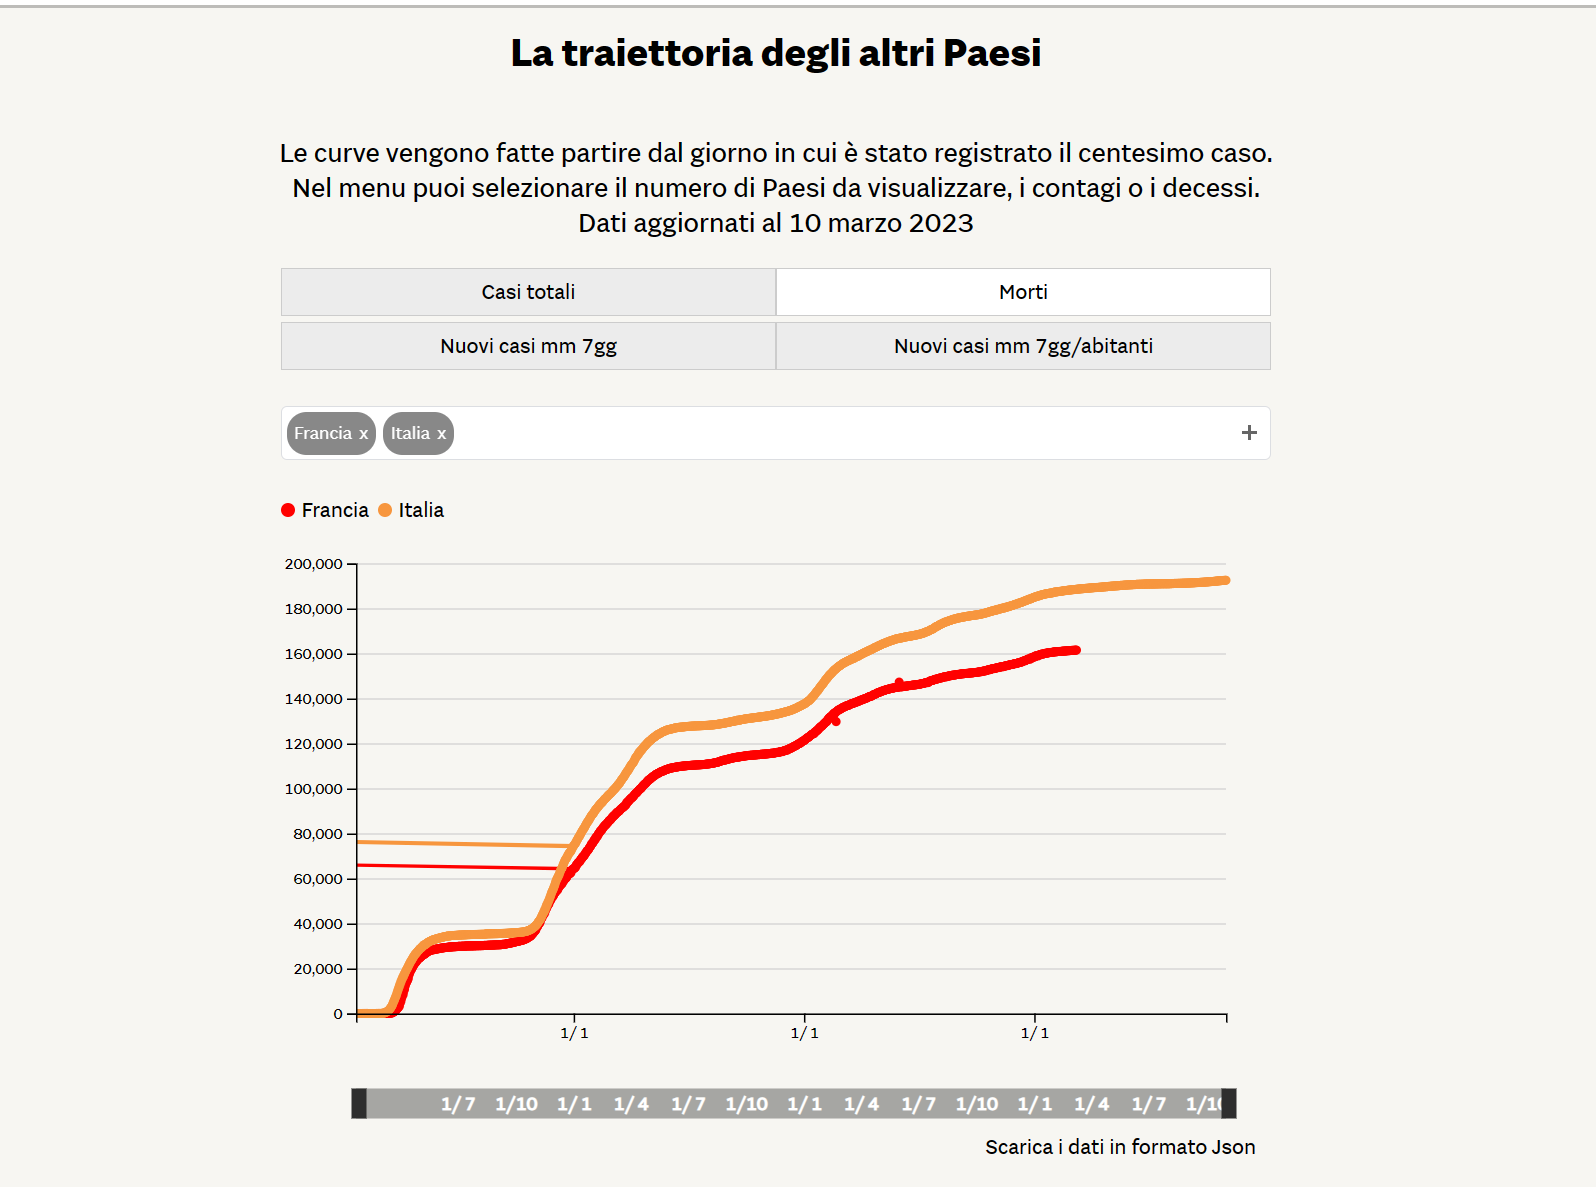 La traiettoria degli altri Paesi
Le curve vengono fatte partire dal giorno in cui è stato registrato il centesimo caso.
Nel menu puoi selezionare il numero di Paesi da visualizzare, i contagi o i decessi.
Dati aggiornati al 10 marzo 2023
Casi totali Morti
Nuovi casi mm 7gg Nuovi casi mm 7gg/abitanti
Francia x Italia x +
Francia Italia
200,000
180,000
160,000
140,000
120,000
100,000
80,000
60,000
40,000
20,000
0
1/ 1 1/ 1 1/ 1
1/ 7 1/10 1/ 1 1/ 4 1/ 7 1/10 1/ 1 1/ 4 1/ 7 1/10 1/ 1 1/ 4 1/ 7 1/10
Scarica i dati in formato Json